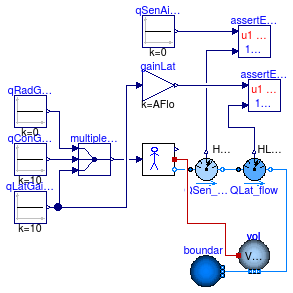 qSenAi...
k=0
assertE...
u1 ...
1...
gainLat
k=AFlo
assertE...
u1 ...
1...
qRadG...
k=0
qConG...
k=10
multiple...
qLatGai...
k=10
H...
HL...
QLat_flow
boundar
vol
V...